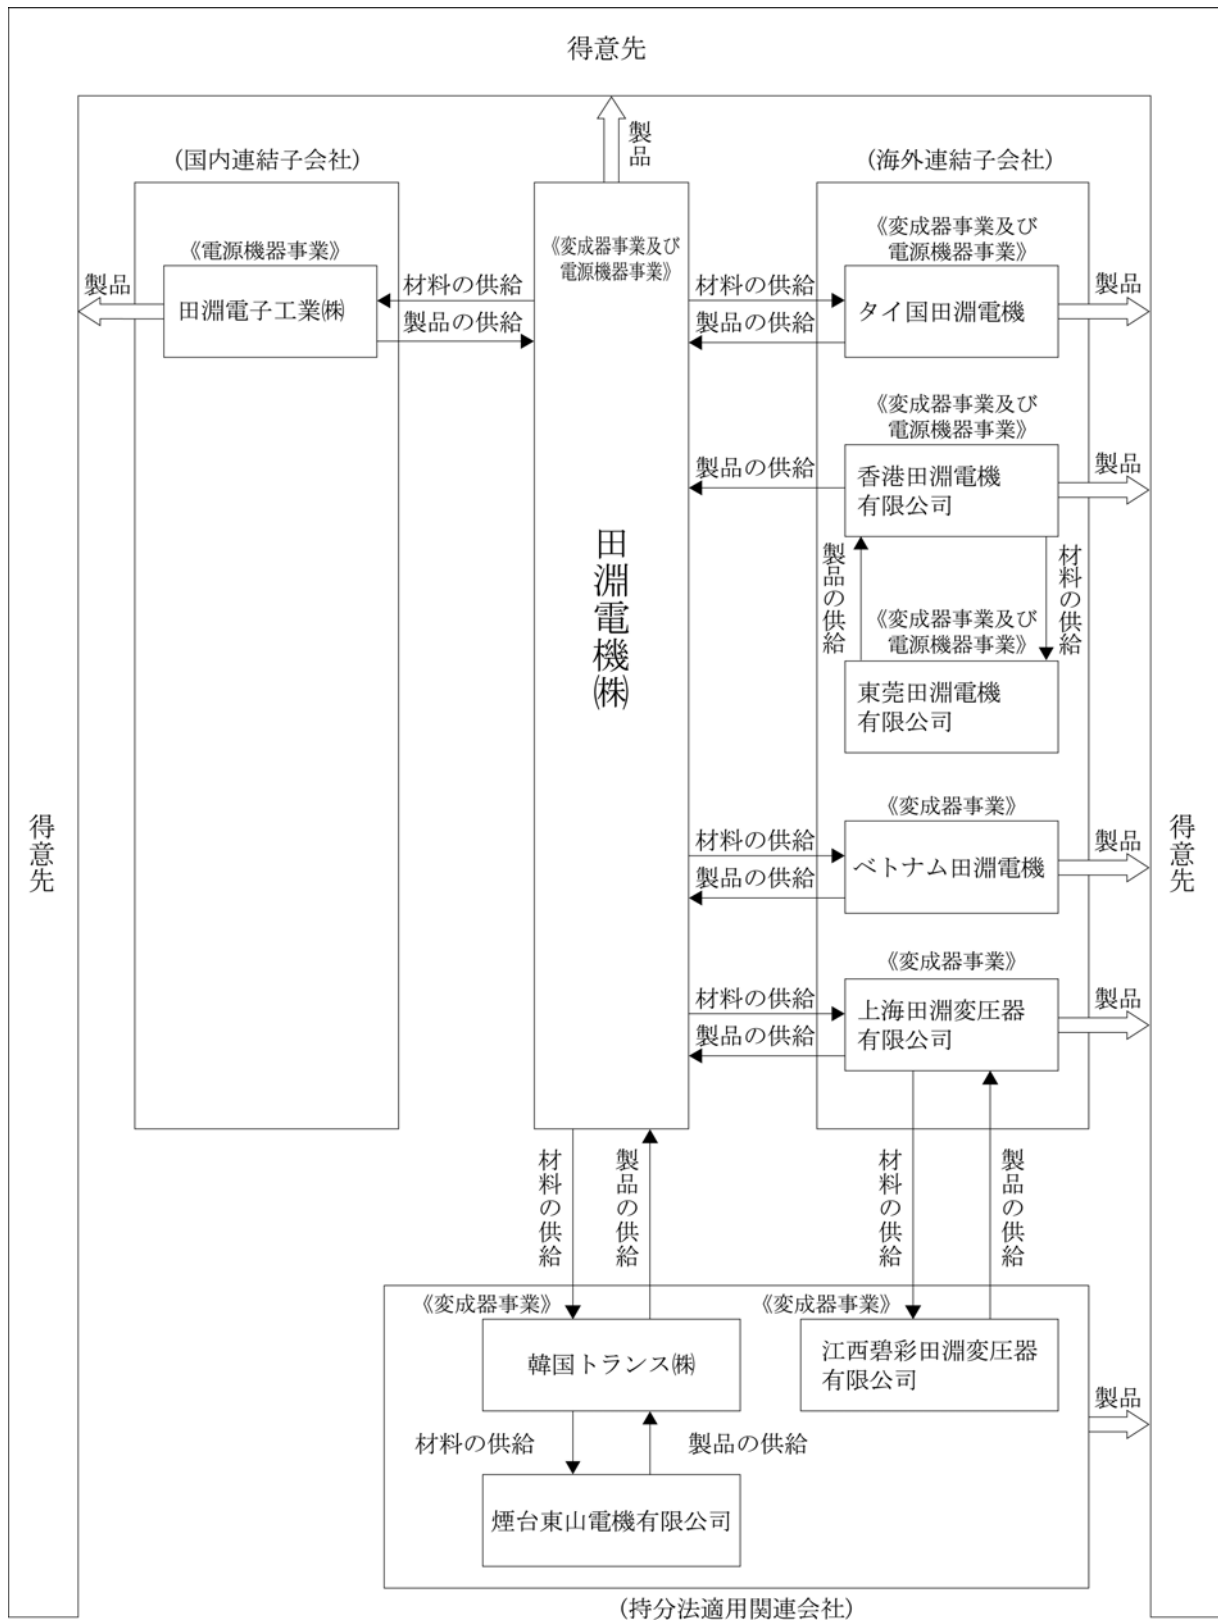 得意先
製品
(国内連結子会社)
(海外連結子会社)
《電源機器事業》
製品
田淵電子工業㈱
材料の供給
製品の供給
《変成器事業及び
電源機器事業》
田淵電機㈱
材料の供給
製品の供給
《変成器事業及び
電源機器事業》
タイ国田淵電機
製品
《変成器事業及び
電源機器事業》
製品の供給
香港田淵電機
有限公司
製品
製品の供給
材料の供給
《変成器事業及び
電源機器事業》
東莞田淵電機
有限公司
得意先
得意先
《変成器事業》
材料の供給
製品の供給
ベトナム田淵電機
製品
《変成器事業》
材料の供給
製品の供給
上海田淵変圧器
有限公司
製品
材料の供給
製品の供給
材料の供給
製品の供給
《変成器事業》
韓国トランス㈱
《変成器事業》
江西碧彩田淵変圧器
有限公司
製品
材料の供給
製品の供給
煙台東山電機有限公司
(持分法適用関連会社)